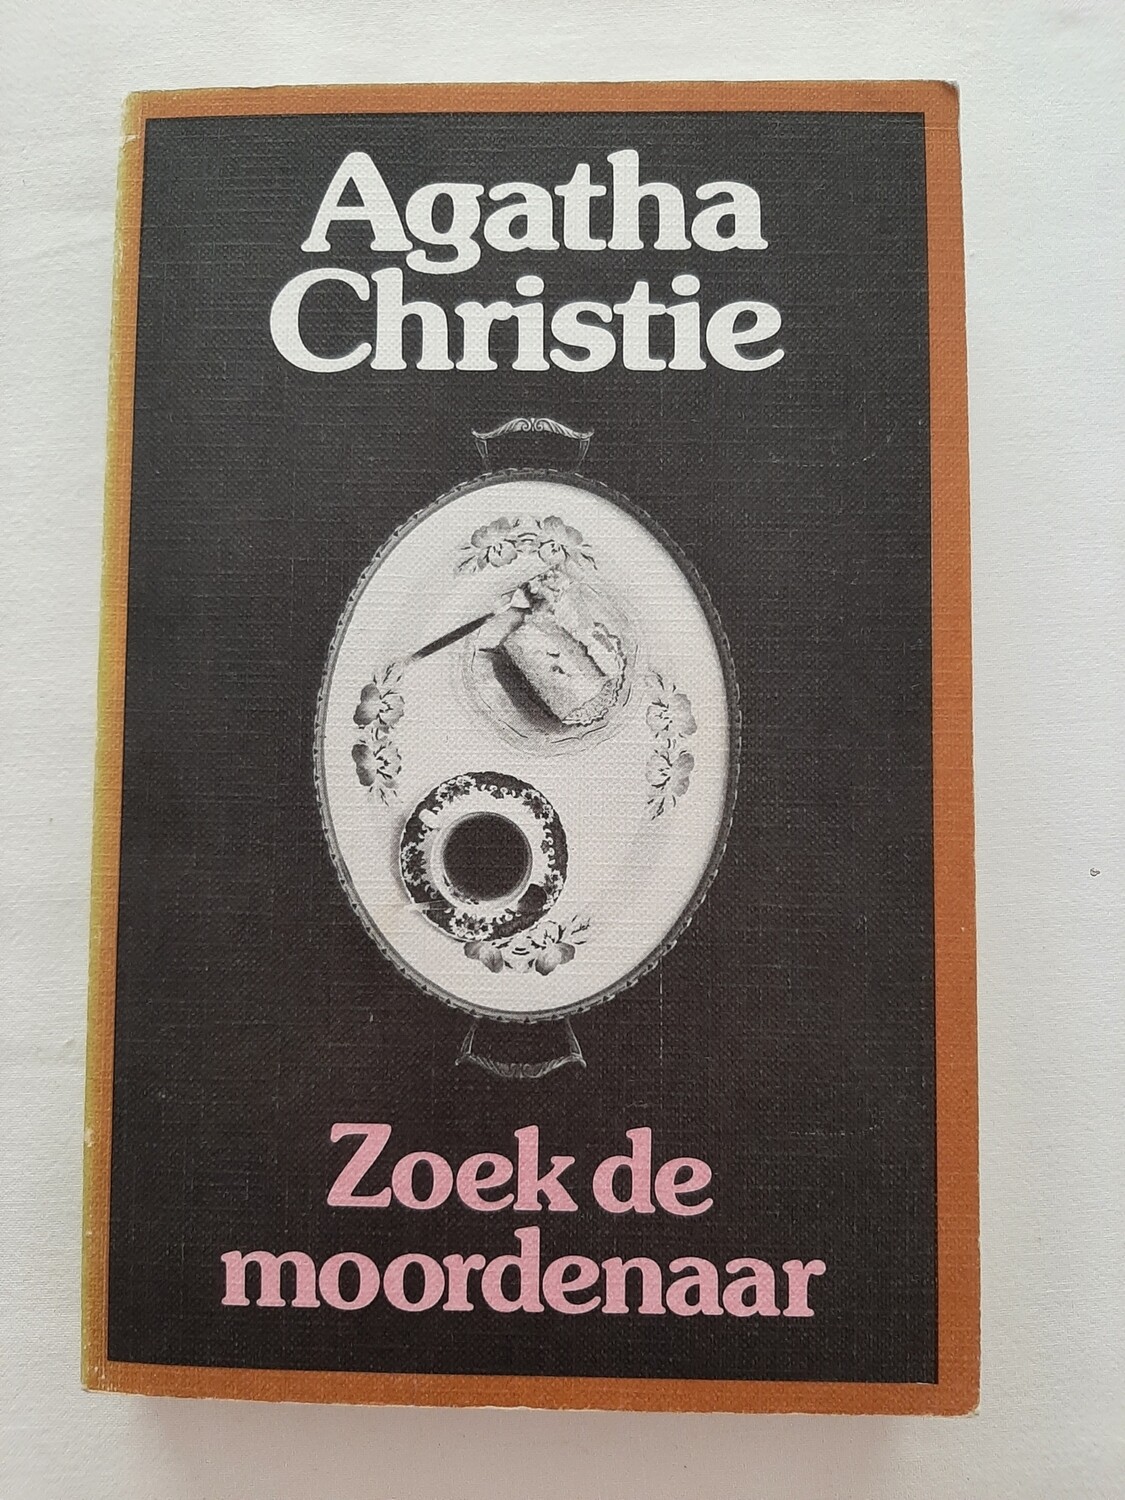 Agatha
Christie
Zoek de
moordenaar